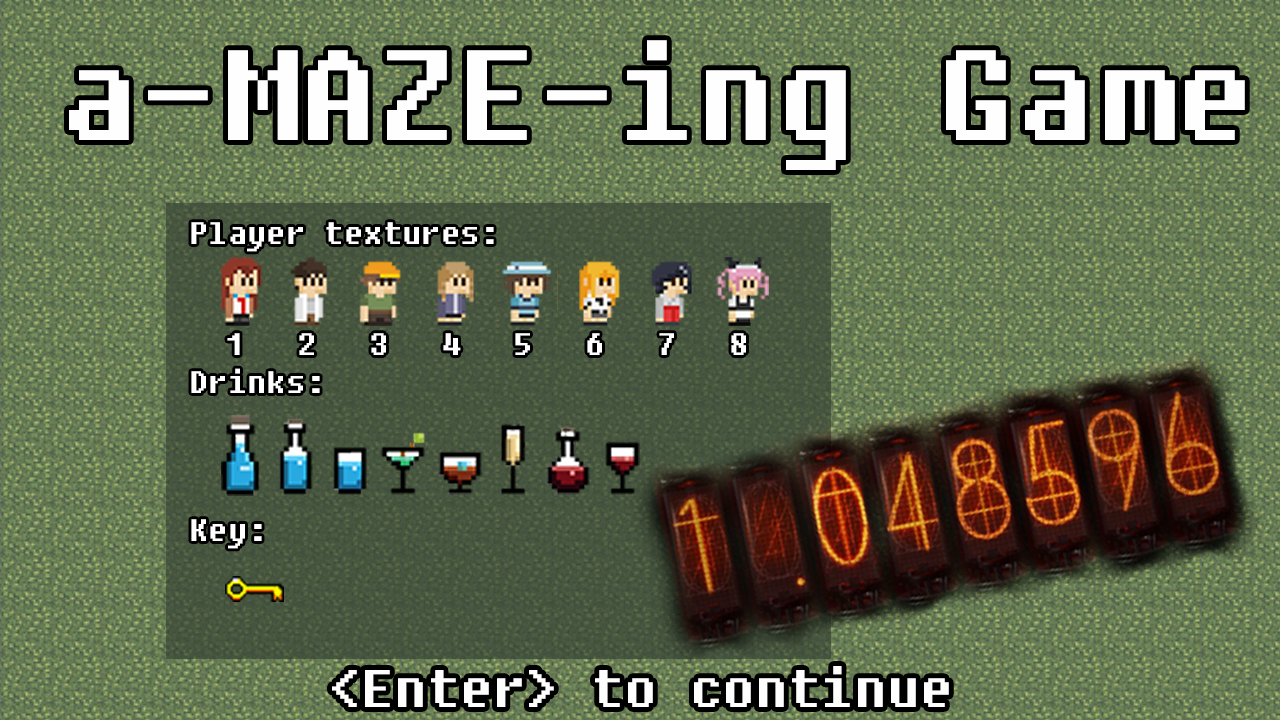 a-MAZE-ing Game
Player textures:
1 2 3 4 5 6 7 8
Drinks:
Key:
1.048596
<Enter> to continue